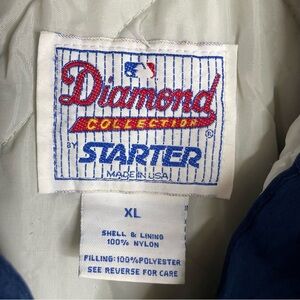 Diamond
COLLECTION
®
BY STARTER
MADE IN USA
XL
SHELL & LINING
100% NYLON
FILLING: 100% POLYESTER
SEE REVERSE FOR CARE